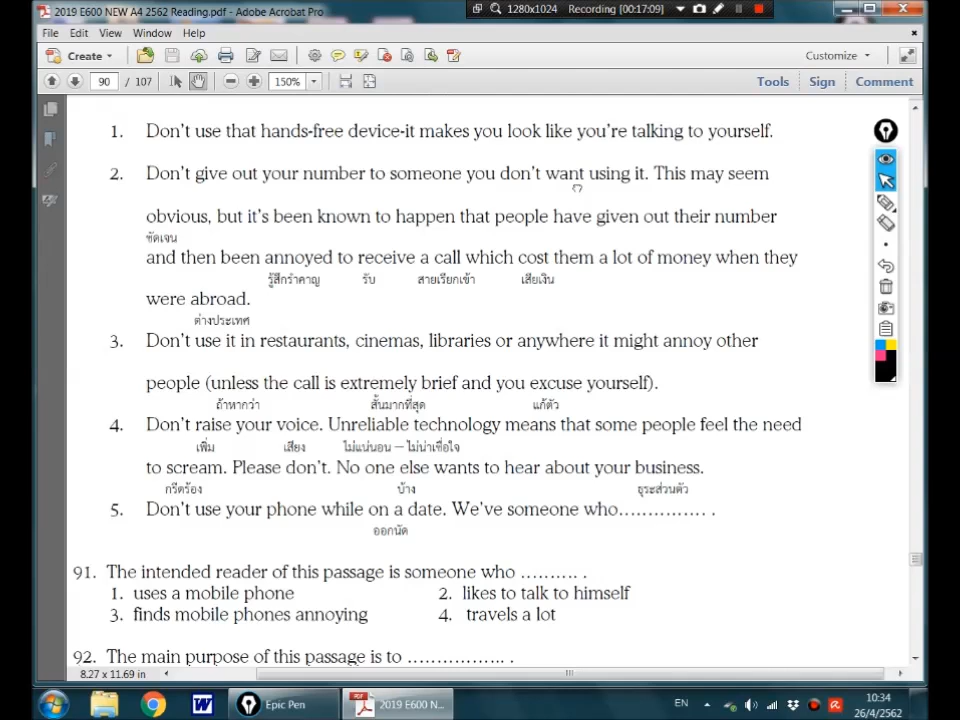 2019 E600 NEW A4 2562 Reading.pdf - Adobe Acrobat Pro
1280x1024 Recording [00:17:09]
File Edit View Window Help
Create Customize
90 / 107 150% Tools Sign Comment
1. Don't use that hands-free device-it makes you look like you're talking to yourself.
2. Don't give out your number to someone you don't want using it. This may seem
obvious, but it's been known to happen that people have given out their number
ชัดเจน
and then been annoyed to receive a call which cost them a lot of money when they
รู้สึกรำคาญ รับ สายเรียกเข้า เสียเงิน
were abroad.
ต่างประเทศ
3. Don't use it in restaurants, cinemas, libraries or anywhere it might annoy other
people (unless the call is extremely brief and you excuse yourself).
ถ้าหากว่า สั้นมากที่สุด แก้ตัว
4. Don't raise your voice. Unreliable technology means that some people feel the need
เพิ่ม เสียง ไม่แน่นอน – ไม่น่าเชื่อใจ
to scream. Please don't. No one else wants to hear about your business.
กรีดร้อง บ้าง ธุระส่วนตัว
5. Don't use your phone while on a date. We've someone who............... .
ออกนัด
91. The intended reader of this passage is someone who .......... .
1. uses a mobile phone 2. likes to talk to himself
3. finds mobile phones annoying 4. travels a lot
92. The main purpose of this passage is to ................. .
8.27 x 11.69 in
Epic Pen 2019 E600 N... EN 10:34
26/4/2562